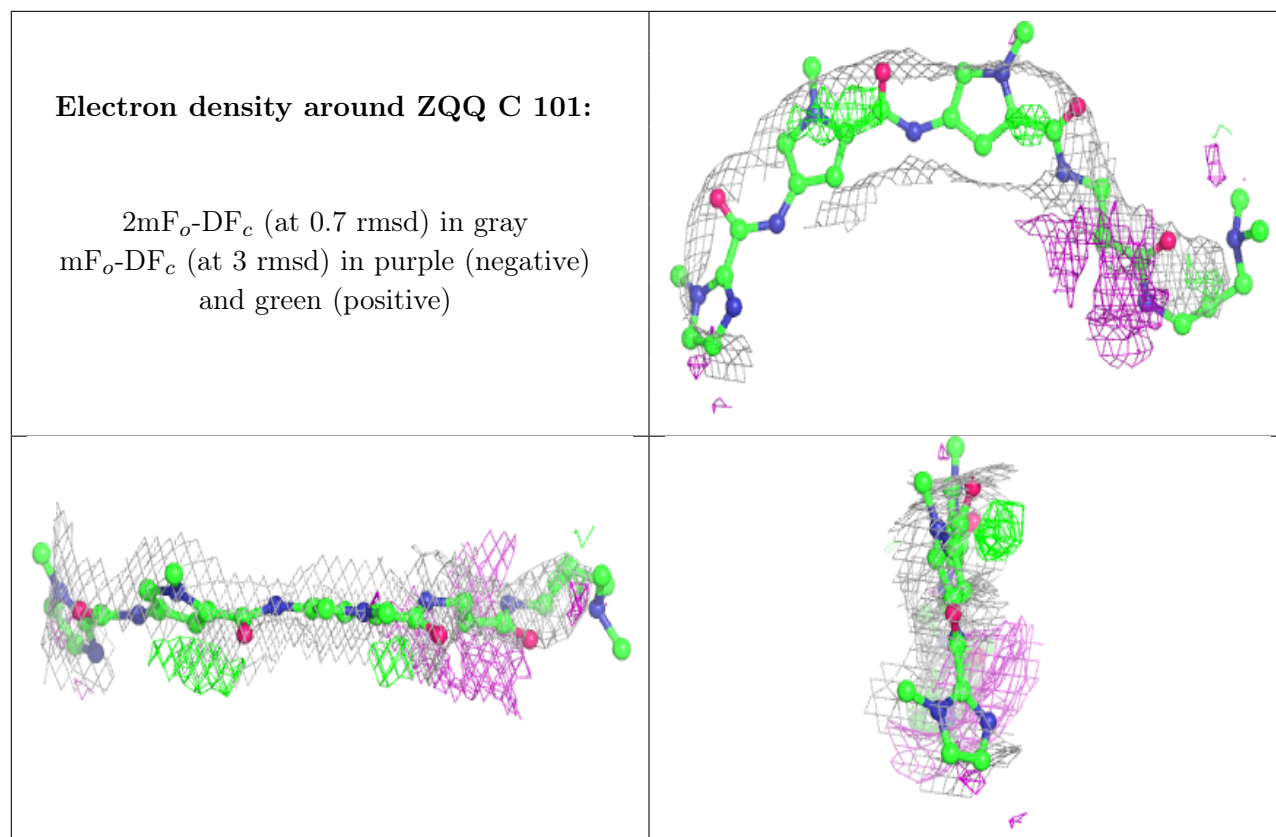 Electron density around ZQQ C 101:
2mFo-DFc (at 0.7 rmsd) in gray
mFo-DFc (at 3 rmsd) in purple (negative)
and green (positive)